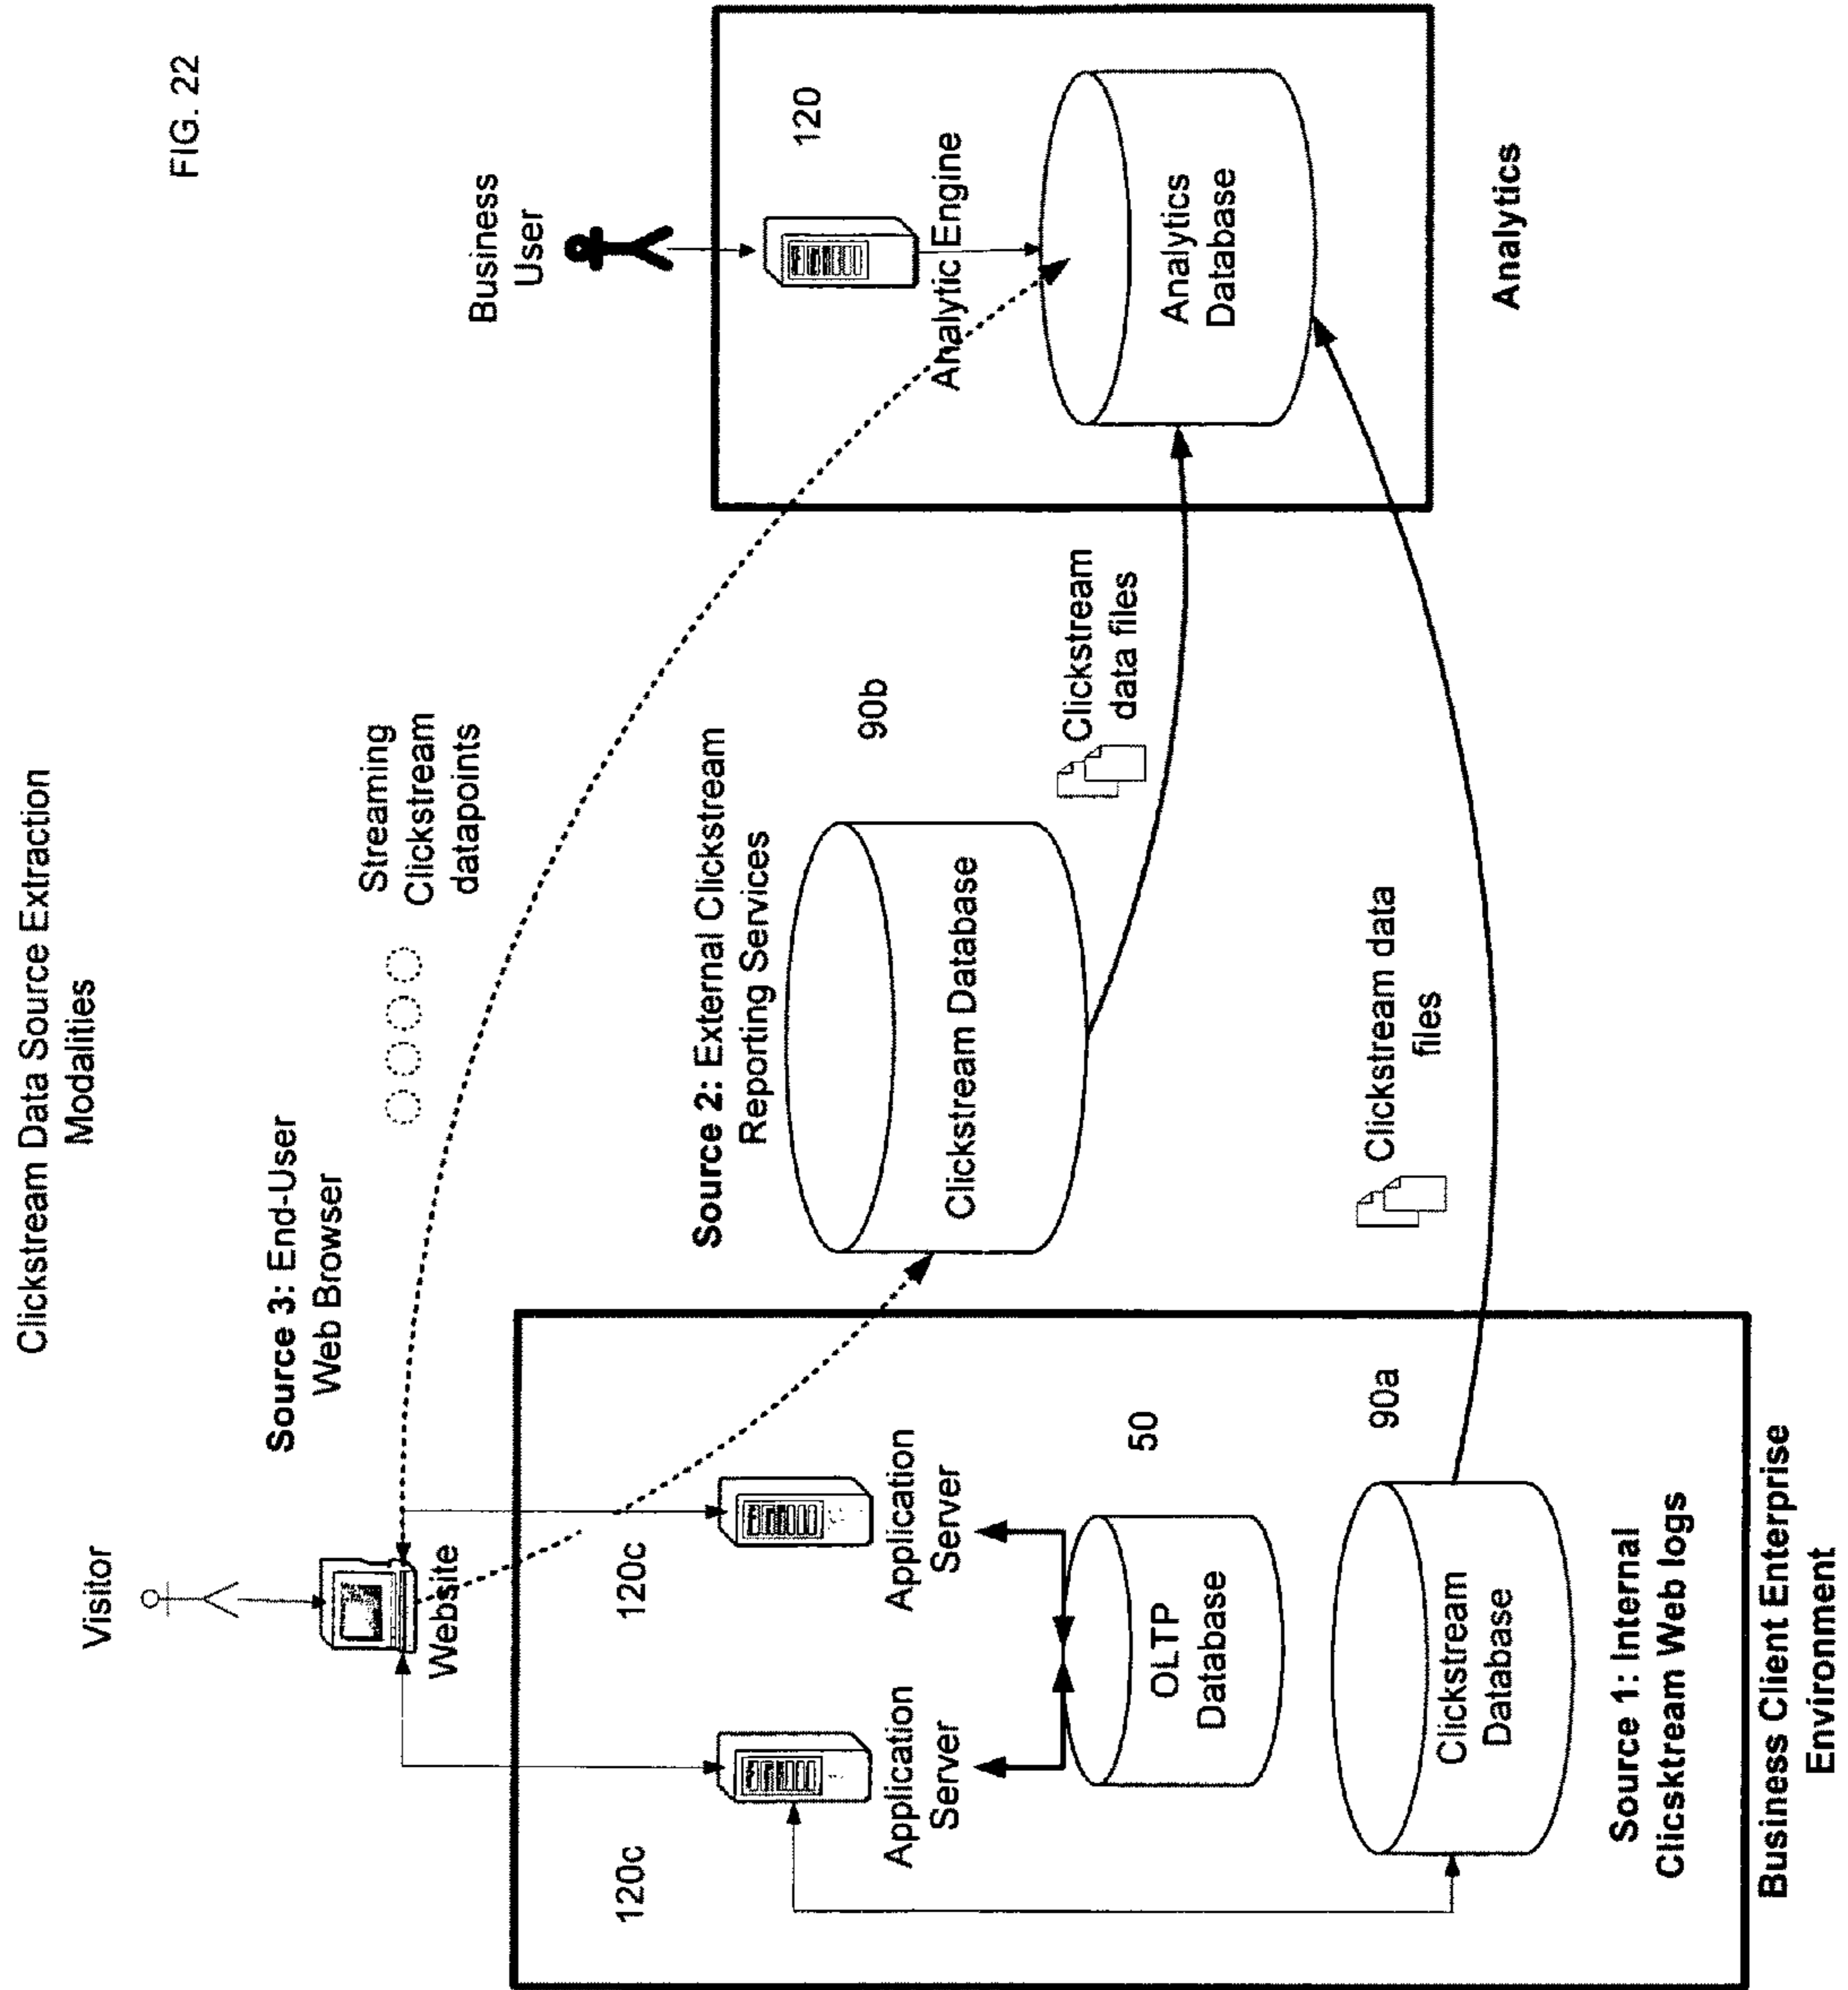 FIG. 22
Clickstream Data Source Extraction
Modalities
Visitor
Website
Source 3: End-User
Web Browser
Streaming
Clickstream
datapoints
Business
User
120c
120c
Application
Server
Application
Server
50
OLTP
Database
90a
Clickstream
Database
Source 1: Internal
Clicsktream Web logs
Business Client Enterprise
Environment
Source 2: External Clickstream
Reporting Services
90b
Clickstream Database
Clickstream
data files
Clickstream data
files
120
Analytic Engine
Analytics
Database
Analytics